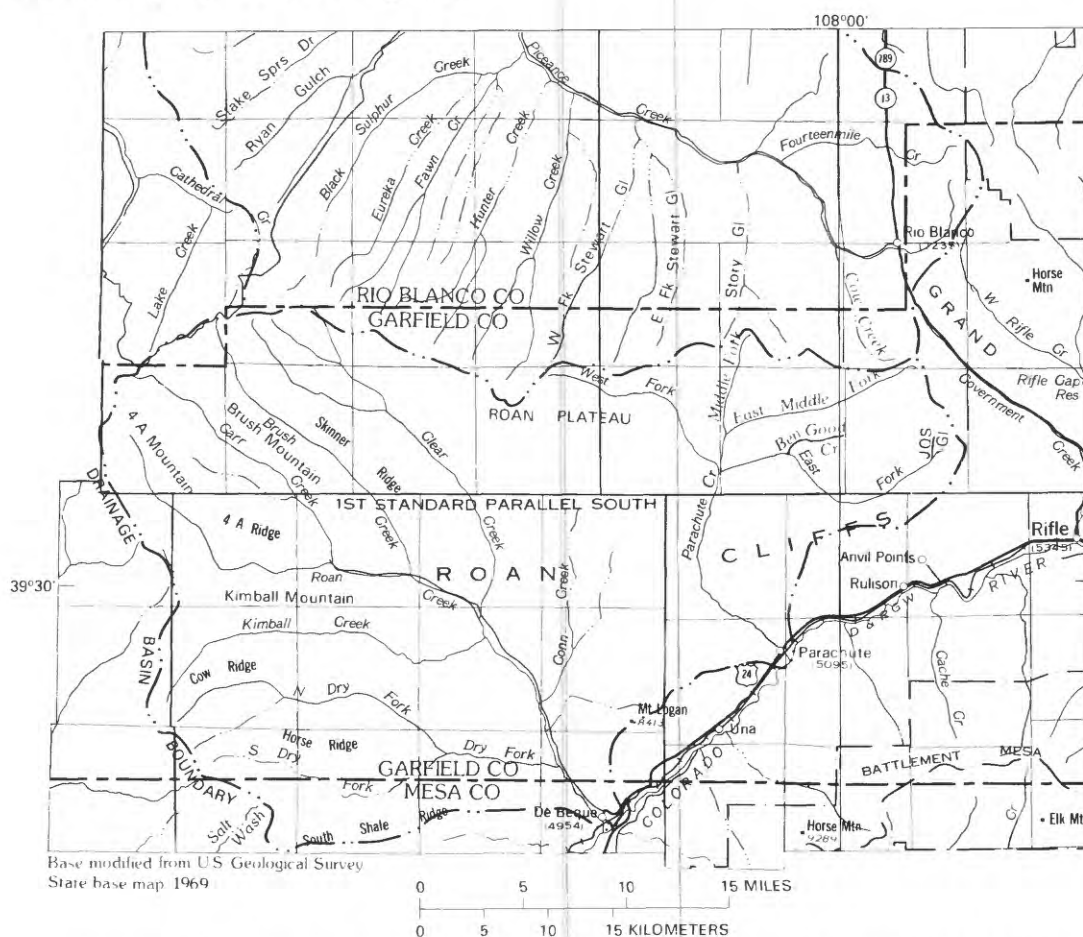 108°00'
789
13
Stake Sprs Dr
Ryan Gulch
Black Sulphur Creek
Piceance Creek
Eureka Creek
Fawn Cr
Hunter Creek
Willow Creek
W Fk Stewart Gl
E Fk Stewart Gl
Story Gl
Fourteenmile Cr
Cathedral Cr
Lake Creek
Rio Blanco
Horse Mtn
GRAND
W Rifle Cr
Rifle Gap Res
Government Creek
RIO BLANCO CO
GARFIELD CO
Cow Creek
West Fork
Middle Fork
East Middle Fork
Ben Good Cr
East Fork
JQS Gl
ROAN PLATEAU
4 A Mountain
Carr Creek
Brush Mountain
Brush Creek
Skinner Ridge
Clear Creek
Parachute Cr
DRAINAGE BASIN BOUNDARY
1ST STANDARD PARALLEL SOUTH
4 A Ridge
ROAN CLIFFS
Rifle
(5345)
Anvil Points
Rulison
39°30'
Roan Creek
Kimball Mountain
Kimball Creek
Conn Creek
D & RGW
RIVER
Parachute
(5095)
24
Cow Ridge
N Dry Fork
Mt Logan
8413
Una
Cache Cr
Horse Ridge
S Dry Fork
Dry Fork
GARFIELD CO
MESA CO
BATTLEMENT MESA
COLORADO
De Beque
(4954)
Salt Wash
South Shale Ridge
Horse Mtn
9289
Cr
Elk Mt
Base modified from U.S. Geological Survey
State base map, 1969
0 5 10 15 MILES
0 5 10 15 KILOMETERS